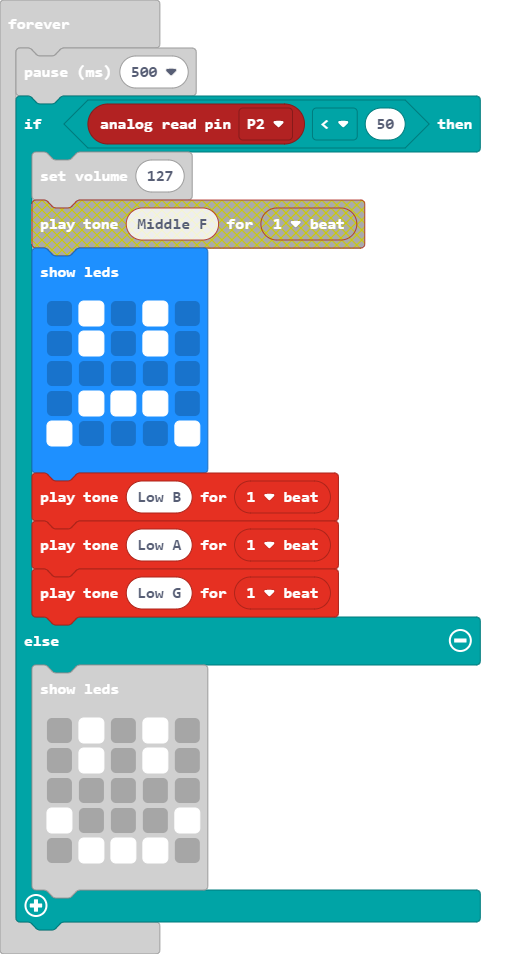 forever
pause (ms) 500
if analog read pin P2 < 50 then
set volume 127
play tone Middle F for 1 beat
show leds
play tone Low B for 1 beat
play tone Low A for 1 beat
play tone Low G for 1 beat
else
show leds